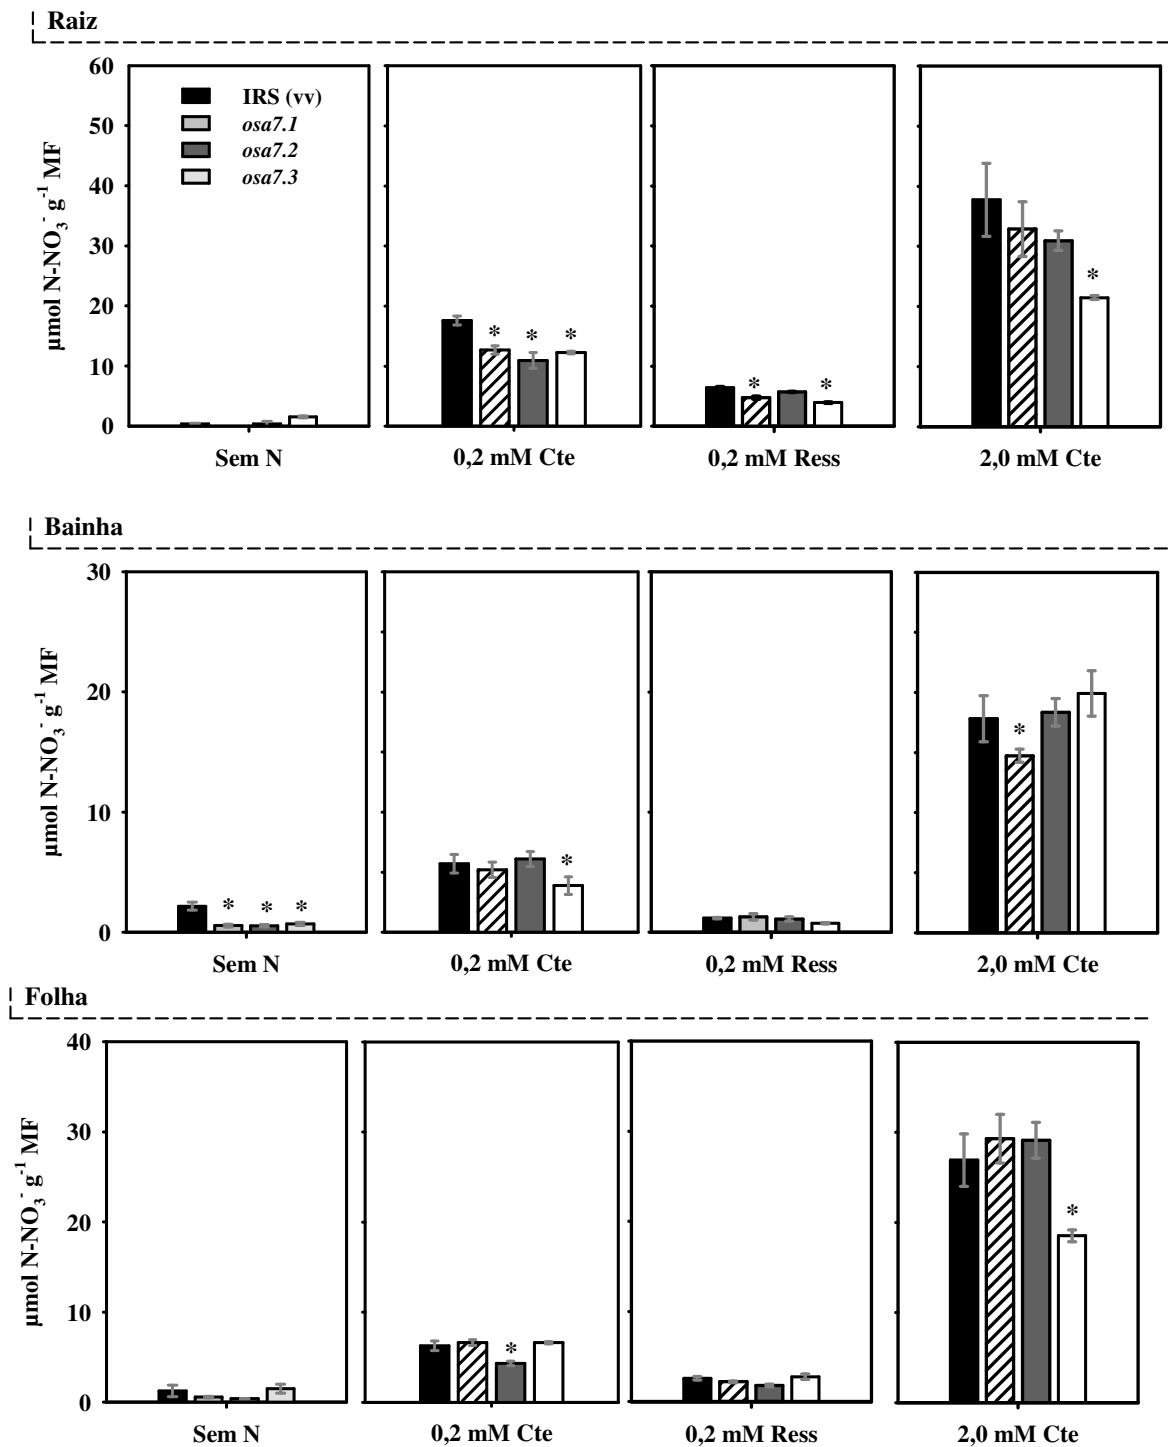 Raiz
60
50
40
30
20
10
0
µmol N-NO₃⁻ g⁻¹ MF
IRS (vv)
osa7.1
osa7.2
osa7.3
* * *
* *
*
Sem N 0,2 mM Cte 0,2 mM Ress 2,0 mM Cte
Bainha
30
20
10
0
µmol N-NO₃⁻ g⁻¹ MF
* * *
*
*
Sem N 0,2 mM Cte 0,2 mM Ress 2,0 mM Cte
Folha
40
30
20
10
0
µmol N-NO₃⁻ g⁻¹ MF
*
*
Sem N 0,2 mM Cte 0,2 mM Ress 2,0 mM Cte